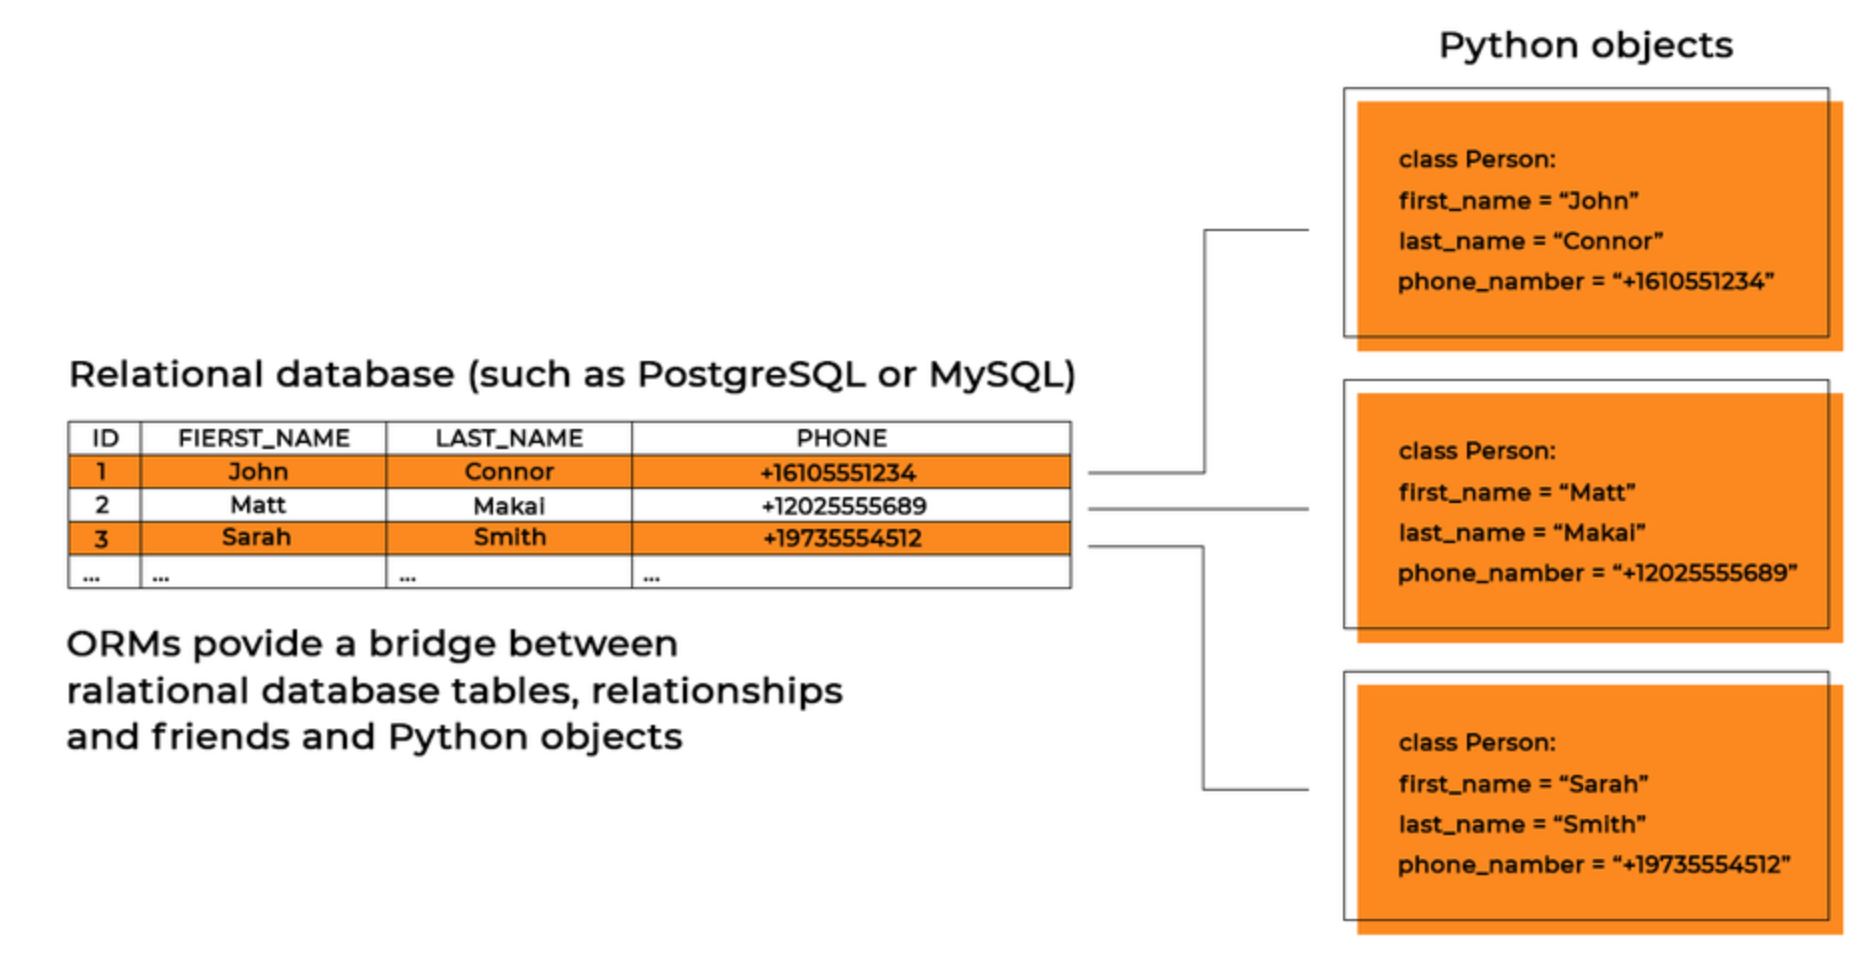 Python objects
class Person:
first_name = “John”
last_name = “Connor”
phone_namber = “+1610551234”
Relational database (such as PostgreSQL or MySQL)
ID FIERST_NAME LAST_NAME PHONE
1 John Connor +16105551234
2 Matt Makai +12025555689
3 Sarah Smith +19735554512
... ... ... ...
class Person:
first_name = “Matt”
last_name = “Makai”
phone_namber = “+12025555689”
ORMs povide a bridge between
ralational database tables, relationships
and friends and Python objects
class Person:
first_name = “Sarah”
last_name = “Smith”
phone_namber = “+19735554512”